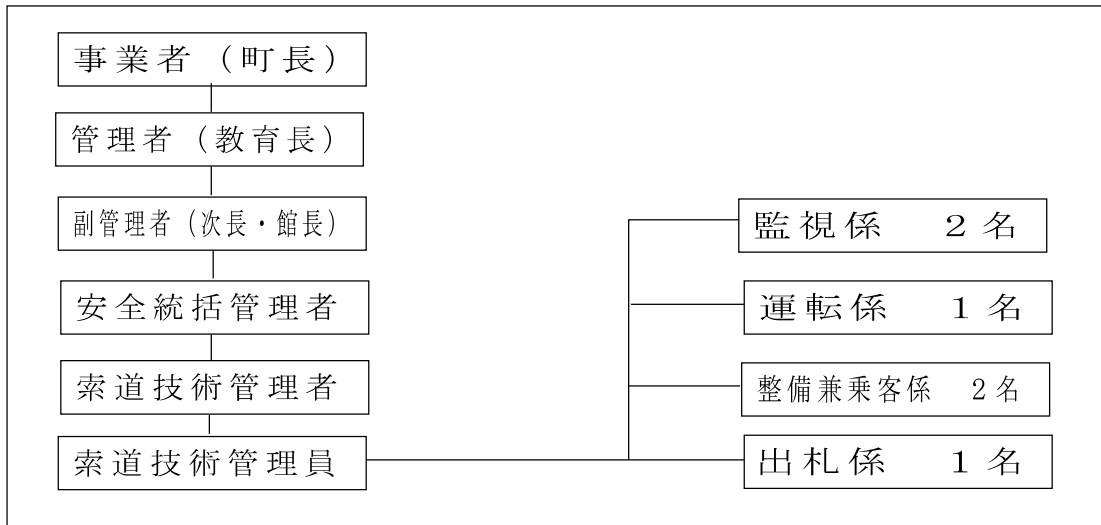 事業者（町長）
管理者（教育長）
副管理者（次長・館長）
安全統括管理者
索道技術管理者
索道技術管理員
監視係　２名
運転係　１名
整備兼乗客係　２名
出札係　１名